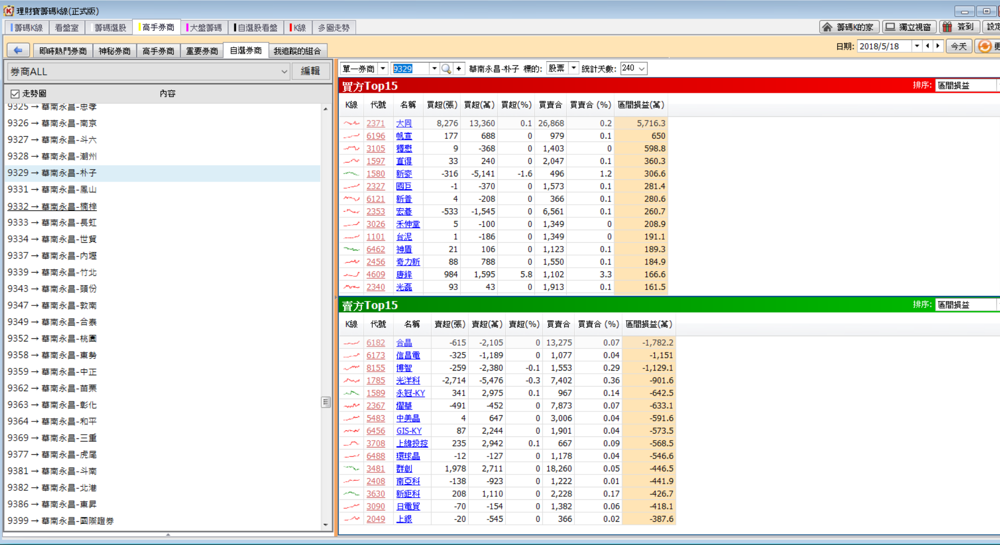 理財寶籌碼k線(正式版)
籌碼K線 看盤室 籌碼選股 高手券商 大盤籌碼 自選股看盤 K線 多圖走勢 籌碼K的家 獨立視窗 簽到 設定
即時熱門券商 神秘券商 高手券商 重要券商 自選券商 我追蹤的組合 日期: 2018/5/18 今天 更
券商ALL 編輯
走勢圖 內容
9325 → 華南永昌-忠孝
9326 → 華南永昌-南京
9327 → 華南永昌-斗六
9328 → 華南永昌-潮州
9329 → 華南永昌-朴子
9331 → 華南永昌-鳳山
9332 → 華南永昌-楠梓
9333 → 華南永昌-長虹
9334 → 華南永昌-世貿
9337 → 華南永昌-內壢
9339 → 華南永昌-竹北
9343 → 華南永昌-頭份
9347 → 華南永昌-敦南
9349 → 華南永昌-合泰
9352 → 華南永昌-桃園
9358 → 華南永昌-東勢
9359 → 華南永昌-中正
9362 → 華南永昌-苗栗
9363 → 華南永昌-彰化
9364 → 華南永昌-和平
9369 → 華南永昌-三重
9377 → 華南永昌-虎尾
9381 → 華南永昌-斗南
9382 → 華南永昌-北港
9386 → 華南永昌-東昇
9399 → 華南永昌-國際證券
單一券商 9329 華南永昌-朴子 標的: 股票 統計天數: 240
買方Top15 排序: 區間損益
K線 代號 名稱 買超(張) 買超(萬) 買超(%) 買賣合 買賣合 (%) 區間損益(萬)
2371 大同 8,276 13,360 0.1 26,868 0.2 5,716.3
6196 帆宣 177 688 0 979 0.1 650
3105 穩懋 9 -368 0 1,403 0 598.8
1597 直得 33 240 0 2,047 0.1 360.3
1580 新麥 -316 -5,141 -1.6 496 1.2 306.6
2327 國巨 -1 -370 0 1,573 0.1 281.4
6121 新普 4 -208 0 366 0.1 280.6
2353 宏碁 -533 -1,545 0 6,561 0.1 260.7
3026 禾伸堂 5 -100 0 1,349 0 208.9
1101 台泥 1 -186 0 1,349 0 191.1
6462 神盾 21 106 0 1,123 0.1 189.3
2456 奇力新 88 788 0 1,550 0.1 184.9
4609 唐鋒 984 1,595 5.8 1,102 3.3 166.6
2340 光磊 93 43 0 1,913 0.1 161.5
賣方Top15 排序: 區間損益
K線 代號 名稱 賣超(張) 賣超(萬) 賣超(%) 買賣合 買賣合 (%) 區間損益(萬)
6182 合晶 -615 -2,105 0 13,275 0.07 -1,782.2
6173 信昌電 -325 -1,189 0 1,077 0.04 -1,151
8155 博智 -259 -2,380 -0.1 1,553 0.29 -1,129.1
1785 光洋科 -2,714 -5,476 -0.3 7,402 0.36 -901.6
1589 永冠-KY 341 2,975 0.1 967 0.14 -642.5
2367 燿華 -491 -452 0 7,873 0.07 -633.1
5483 中美晶 4 647 0 3,006 0.04 -591.6
6456 GIS-KY 87 2,244 0 1,901 0.04 -573.5
3708 上緯投控 235 2,942 0.1 667 0.09 -568.5
6488 環球晶 -12 -127 0 1,178 0.04 -546.6
3481 群創 1,978 2,711 0 18,260 0.05 -446.5
2408 南亞科 -138 -923 0 1,222 0.01 -441.9
3630 新鉅科 208 1,110 0 2,228 0.17 -426.7
3090 日電貿 -70 -154 0 1,382 0.06 -418.1
2049 上銀 -20 -545 0 366 0.02 -387.6